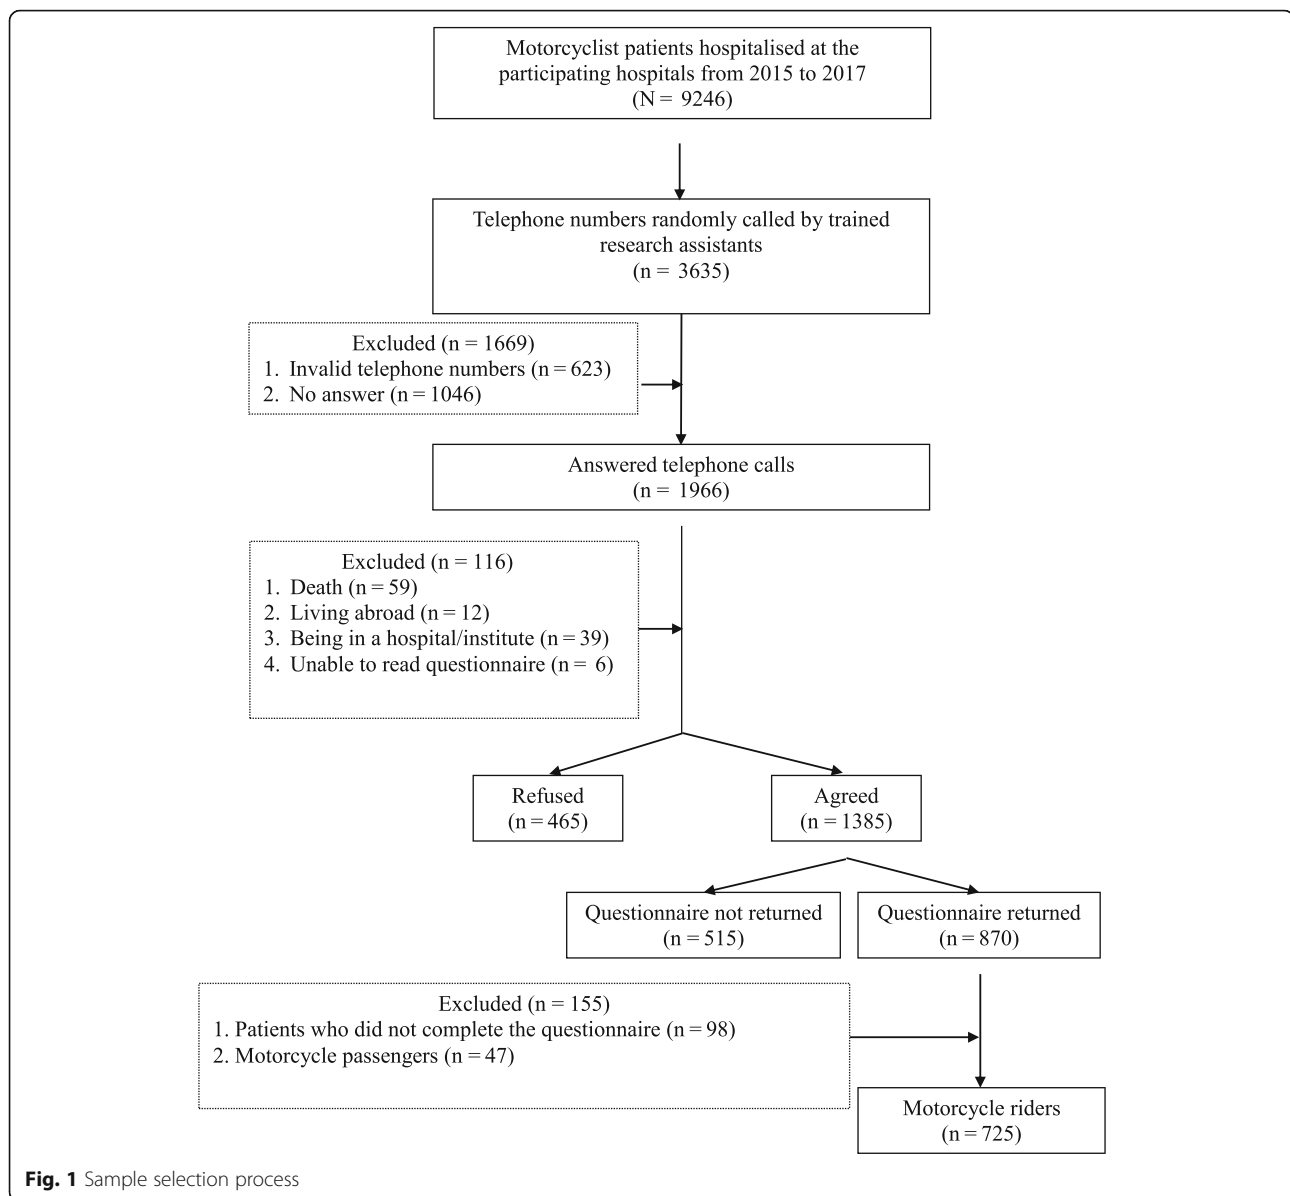 Motorcyclist patients hospitalised at the
participating hospitals from 2015 to 2017
(N = 9246)
Telephone numbers randomly called by trained
research assistants
(n = 3635)
Excluded (n = 1669)
1. Invalid telephone numbers (n = 623)
2. No answer (n = 1046)
Answered telephone calls
(n = 1966)
Excluded (n = 116)
1. Death (n = 59)
2. Living abroad (n = 12)
3. Being in a hospital/institute (n = 39)
4. Unable to read questionnaire (n = 6)
Refused
(n = 465)
Agreed
(n = 1385)
Questionnaire not returned
(n = 515)
Questionnaire returned
(n = 870)
Excluded (n = 155)
1. Patients who did not complete the questionnaire (n = 98)
2. Motorcycle passengers (n = 47)
Motorcycle riders
(n = 725)
Fig. 1 Sample selection process